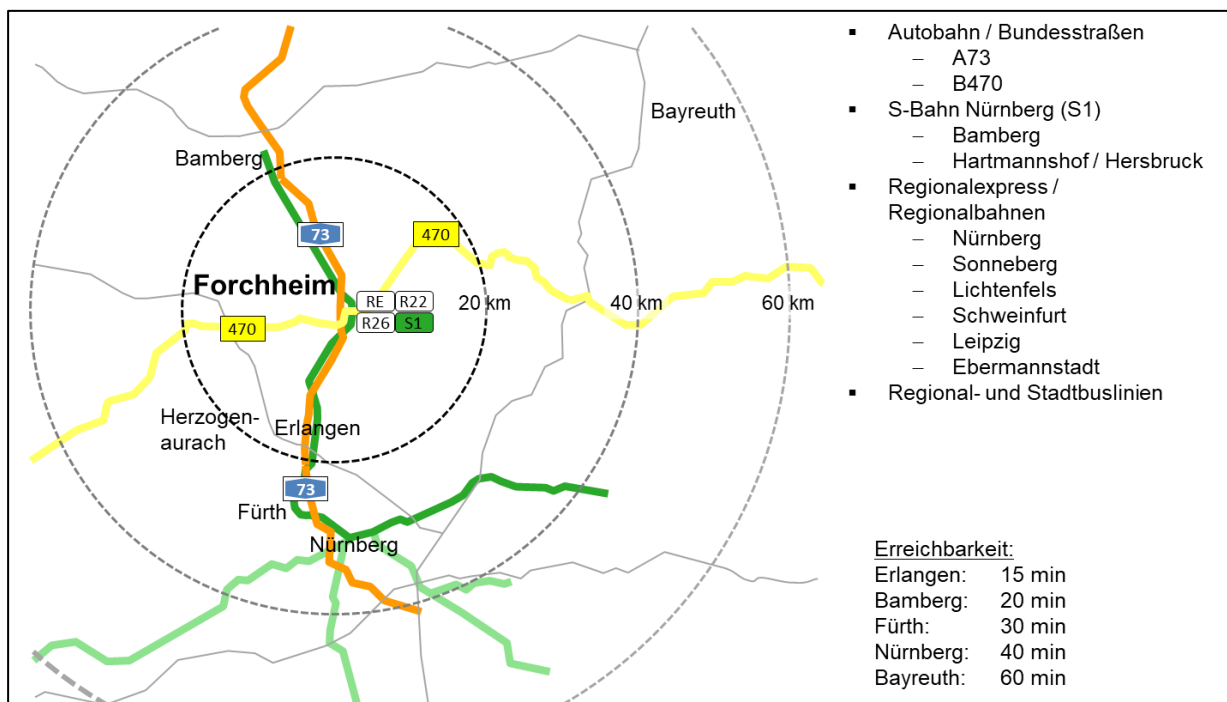 Bayreuth
Bamberg
73
470
Forchheim
RE
R22
20 km
40 km
60 km
R26
S1
470
Herzogen-
aurach
Erlangen
73
Fürth
Nürnberg
▪ Autobahn / Bundesstraßen
– A73
– B470
▪ S-Bahn Nürnberg (S1)
– Bamberg
– Hartmannshof / Hersbruck
▪ Regionalexpress /
Regionalbahnen
– Nürnberg
– Sonneberg
– Lichtenfels
– Schweinfurt
– Leipzig
– Ebermannstadt
▪ Regional- und Stadtbuslinien
Erreichbarkeit:
Erlangen: 15 min
Bamberg: 20 min
Fürth: 30 min
Nürnberg: 40 min
Bayreuth: 60 min